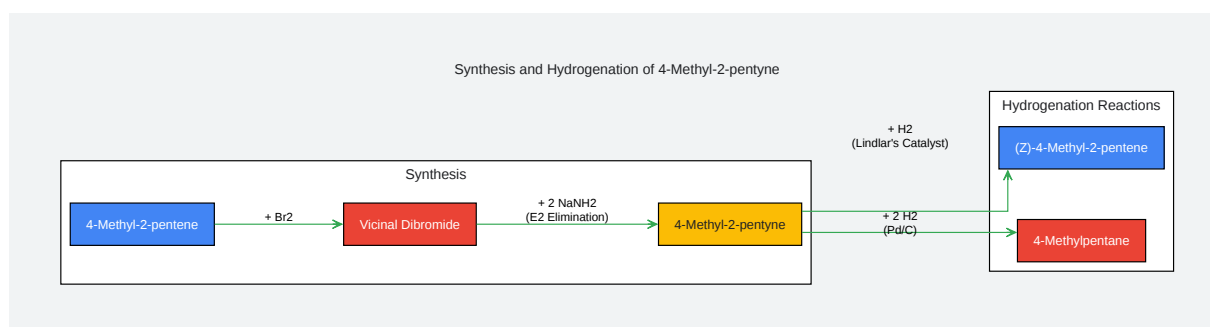 Synthesis and Hydrogenation of 4-Methyl-2-pentyne
Hydrogenation Reactions
+ H2
(Lindlar's Catalyst)
(Z)-4-Methyl-2-pentene
Synthesis
4-Methyl-2-pentene
+ Br2
Vicinal Dibromide
+ 2 NaNH2
(E2 Elimination)
4-Methyl-2-pentyne
+ 2 H2
(Pd/C)
4-Methylpentane